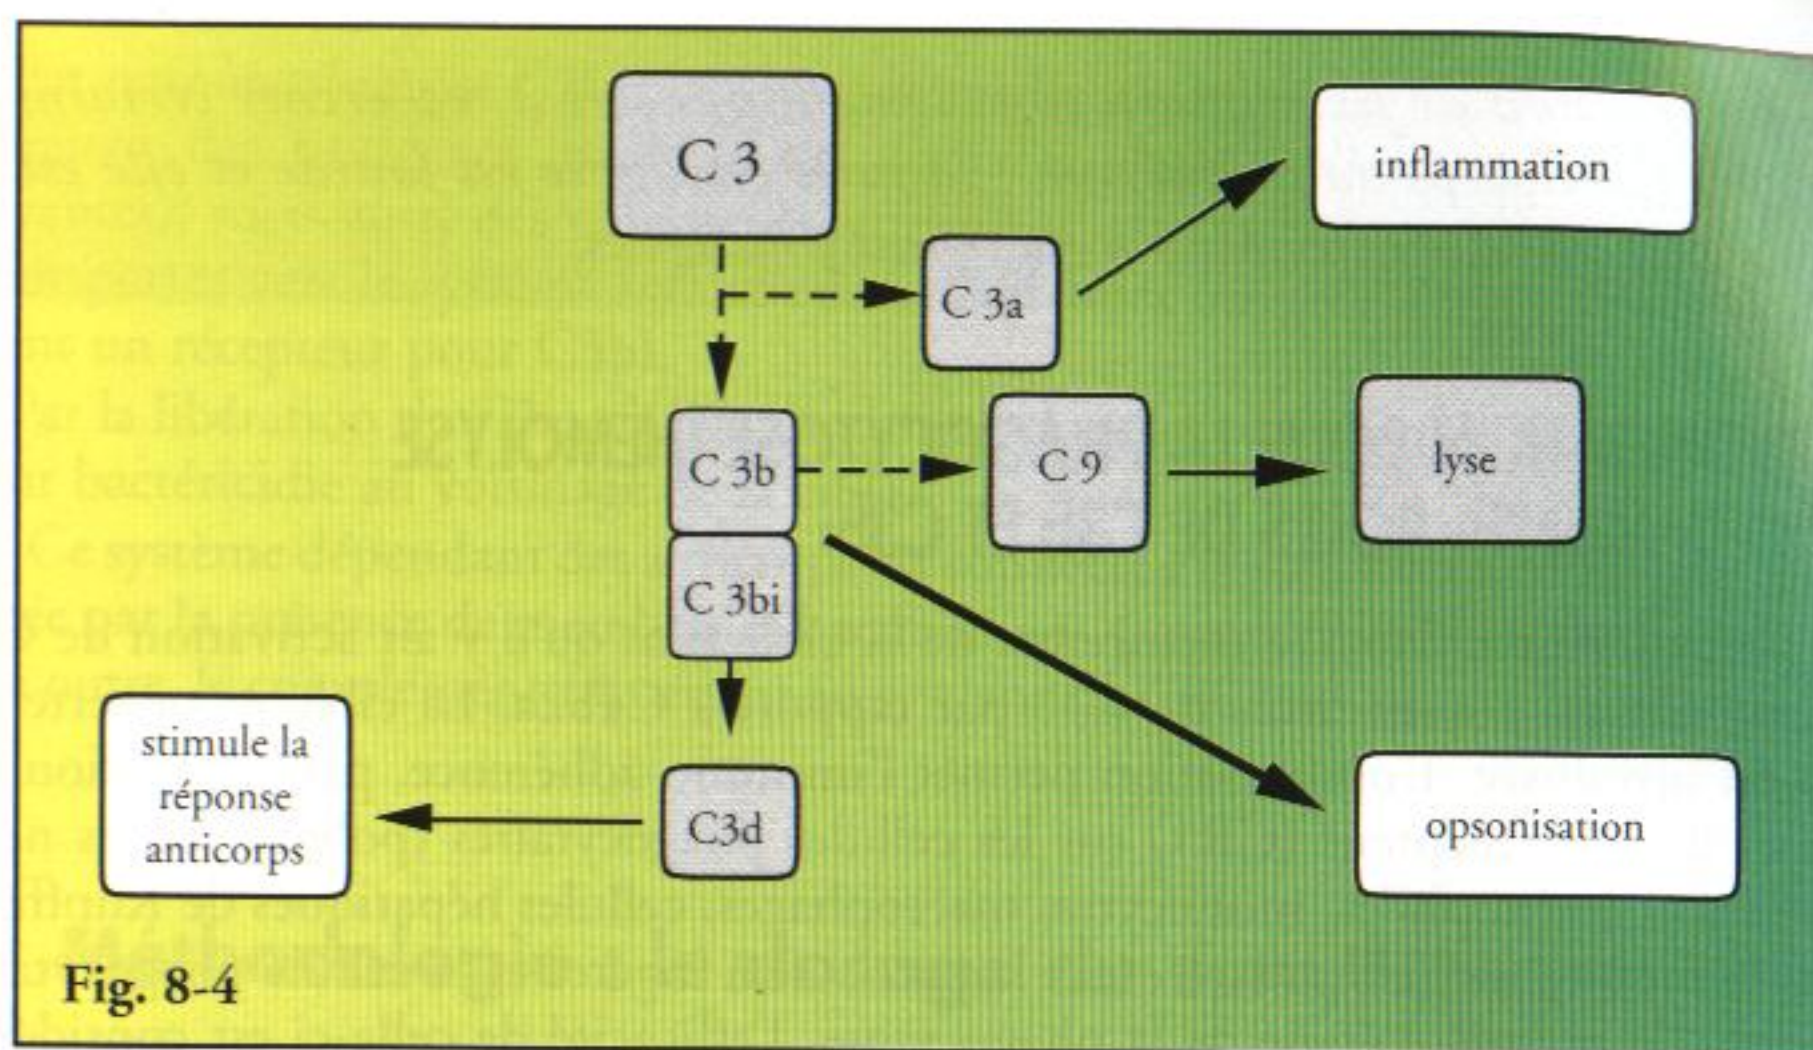 C 3
inflammation
C 3a
C 3b
C 9
lyse
C 3bi
stimule la
réponse
anticorps
C3d
opsonisation
Fig. 8-4